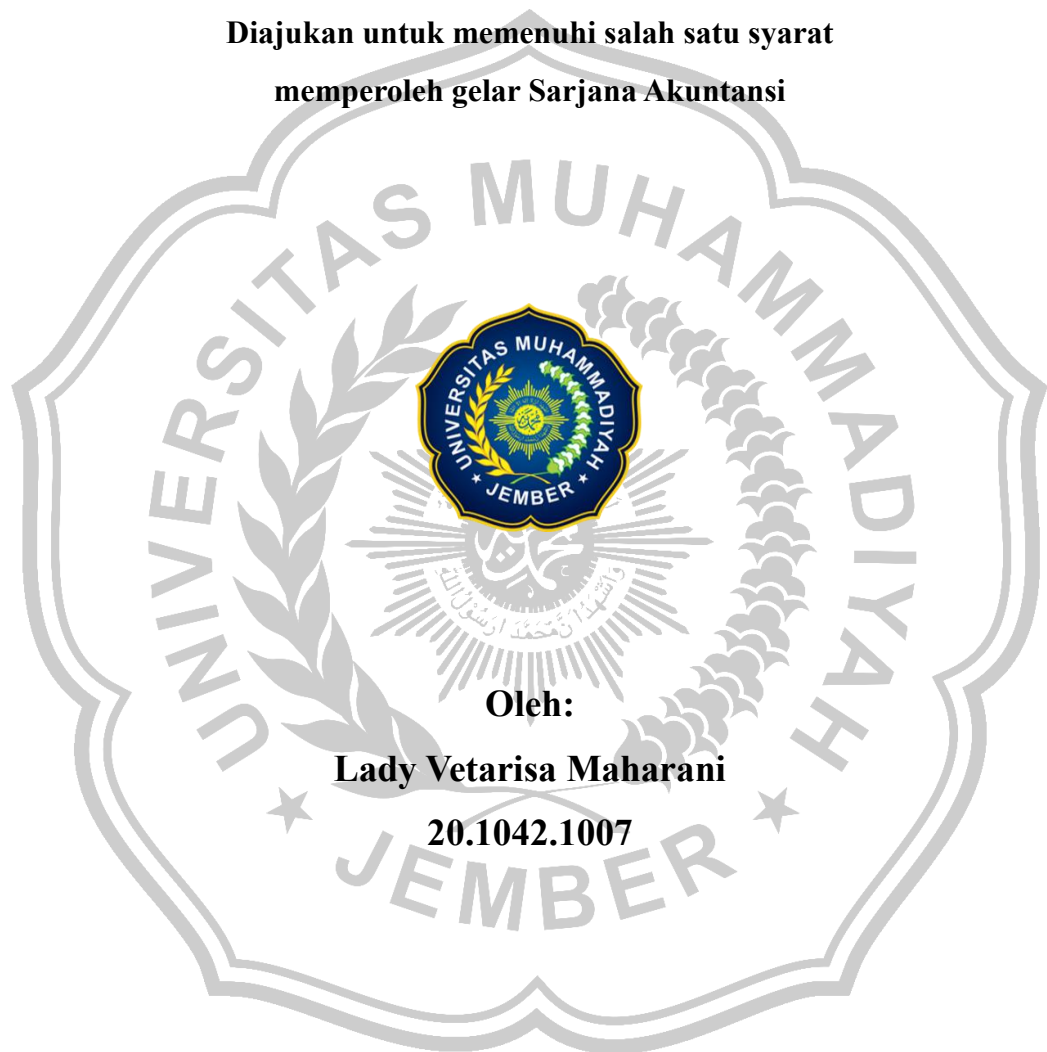 Diajukan untuk memenuhi salah satu syarat
memperoleh gelar Sarjana Akuntansi
UNIVERSITAS MUHAMMADIYAH
JEMBER
UNIVERSITAS MUHAMMADIYAH
JEMBER
Oleh:
Lady Vetarisa Maharani
20.1042.1007